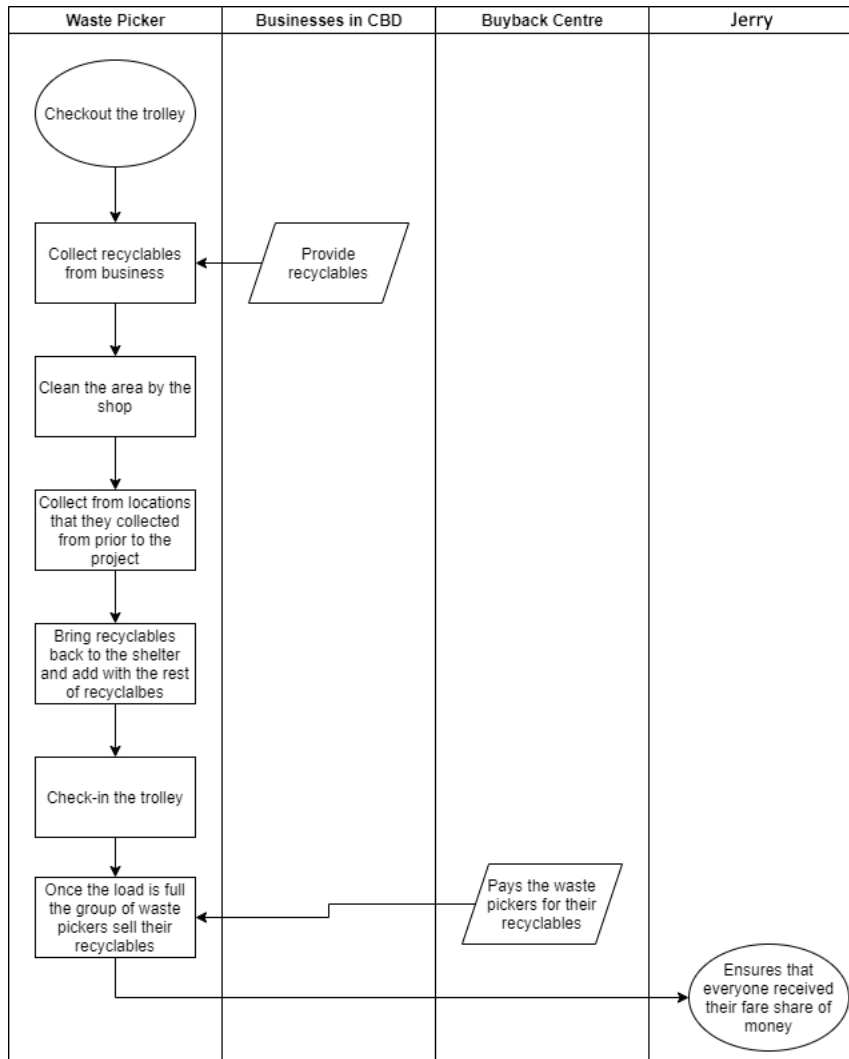 Waste Picker
Businesses in CBD
Buyback Centre
Jerry
Checkout the trolley
Collect recyclables
from business
Provide
recyclables
Clean the area by the
shop
Collect from locations
that they collected
from prior to the
project
Bring recyclables
back to the shelter
and add with the rest
of recyclalbes
Check-in the trolley
Once the load is full
the group of waste
pickers sell their
recyclables
Pays the waste
pickers for their
recyclables
Ensures that
everyone received
their fare share of
money